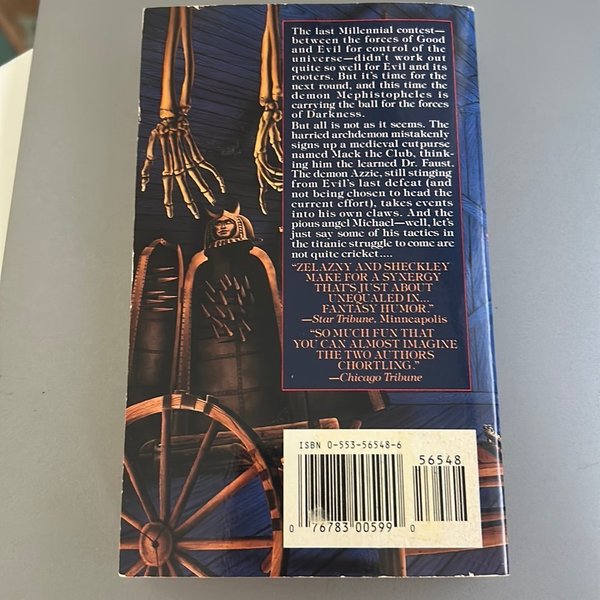 The last Millennial contest—
between the forces of Good
and Evil for control of the
universe—didn't work out
quite so well for Evil and its
rooters. But it's time for the
next round, and this time the
demon Mephistopheles is
carrying the ball for the forces
of Darkness.
But all is not as it seems. The
harried archdemon mistakenly
signs up a medieval cutpurse
named Mack the Club, think-
ing him the learned Dr. Faust.
The demon Azzie, still stinging
from Evil's last defeat (and
not being chosen to head the
current effort), takes events
into his own claws. And the
pious angel Michael—well, let's
just say some of his tactics in
the titanic struggle to come are
not quite cricket....
"ZELAZNY AND SHECKLEY
MAKE FOR A SYNERGY
THAT'S JUST ABOUT
UNEQUALED IN...
FANTASY HUMOR."
—Star Tribune, Minneapolis
"SO MUCH FUN THAT
YOU CAN ALMOST IMAGINE
THE TWO AUTHORS
CHORTLING."
—Chicago Tribune
ISBN 0-553-56548-6
56548
0 76783 00599 0